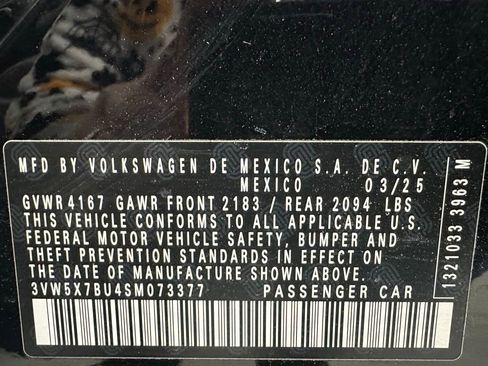 MFD BY VOLKSWAGEN DE MEXICO S.A. DE C.V.
MEXICO 03/25
GVWR 4167 GAWR FRONT 2183 / REAR 2094 LBS
THIS VEHICLE CONFORMS TO ALL APPLICABLE U.S.
FEDERAL MOTOR VEHICLE SAFETY, BUMPER AND
THEFT PREVENTION STANDARDS IN EFFECT ON THE
DATE OF MANUFACTURE SHOWN ABOVE.
3VW5X7BU4SM073377 PASSENGER CAR
1321033 3963 M